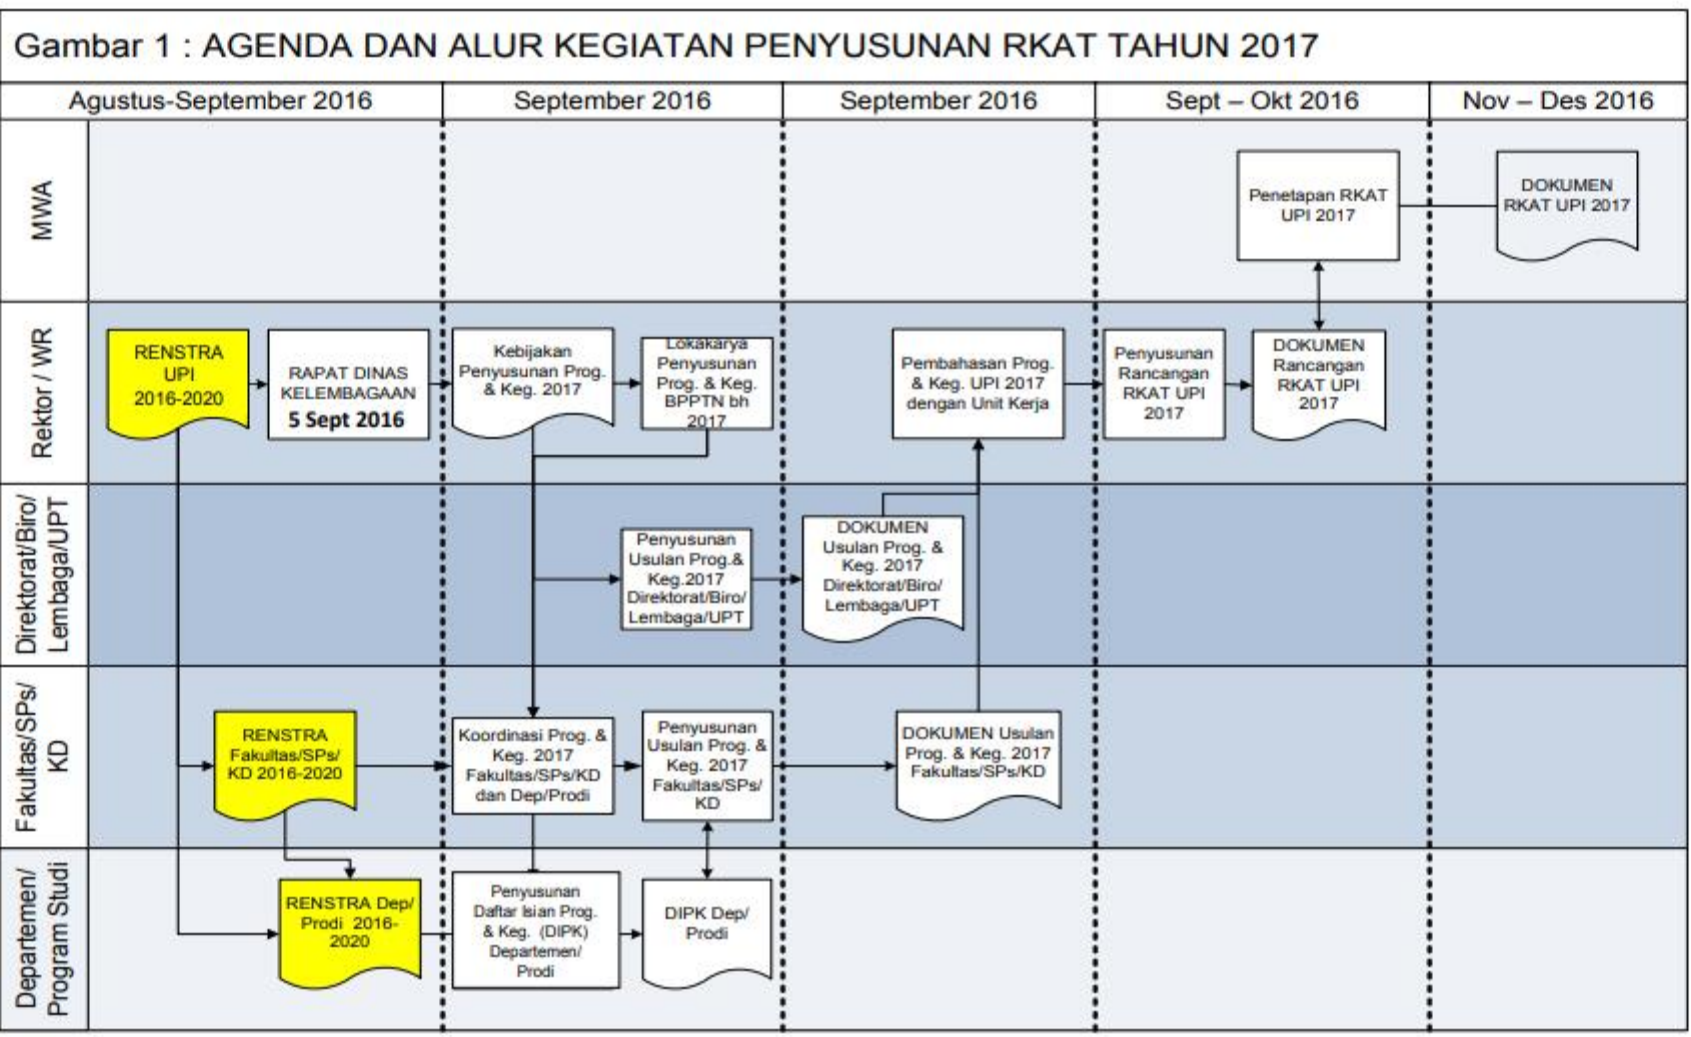 Gambar 1 : AGENDA DAN ALUR KEGIATAN PENYUSUNAN RKAT TAHUN 2017
Agustus-September 2016
September 2016
September 2016
Sept – Okt 2016
Nov – Des 2016
MWA
Penetapan RKAT
UPI 2017
DOKUMEN
RKAT UPI 2017
Rektor / WR
RENSTRA
UPI
2016-2020
RAPAT DINAS
KELEMBAGAAN
5 Sept 2016
Kebijakan
Penyusunan Prog.
& Keg. 2017
Lokakarya
Penyusunan
Prog. & Keg.
BPPTN bh
2017
Pembahasan Prog.
& Keg. UPI 2017
dengan Unit Kerja
Penyusunan
Rancangan
RKAT UPI
2017
DOKUMEN
Rancangan
RKAT UPI
2017
Direktorat/Biro/
Lembaga/UPT
Penyusunan
Usulan Prog.&
Keg.2017
Direktorat/Biro/
Lembaga/UPT
DOKUMEN
Usulan Prog. &
Keg. 2017
Direktorat/Biro/
Lembaga/UPT
Fakultas/SPs/
KD
RENSTRA
Fakultas/SPs/
KD 2016-2020
Koordinasi Prog. &
Keg. 2017
Fakultas/SPs/KD
dan Dep/Prodi
Penyusunan
Usulan Prog. &
Keg. 2017
Fakultas/SPs/
KD
DOKUMEN Usulan
Prog. & Keg. 2017
Fakultas/SPs/KD
Departemen/
Program Studi
RENSTRA Dep/
Prodi 2016-
2020
Penyusunan
Daftar Isian Prog.
& Keg. (DIPK)
Departemen/
Prodi
DIPK Dep/
Prodi